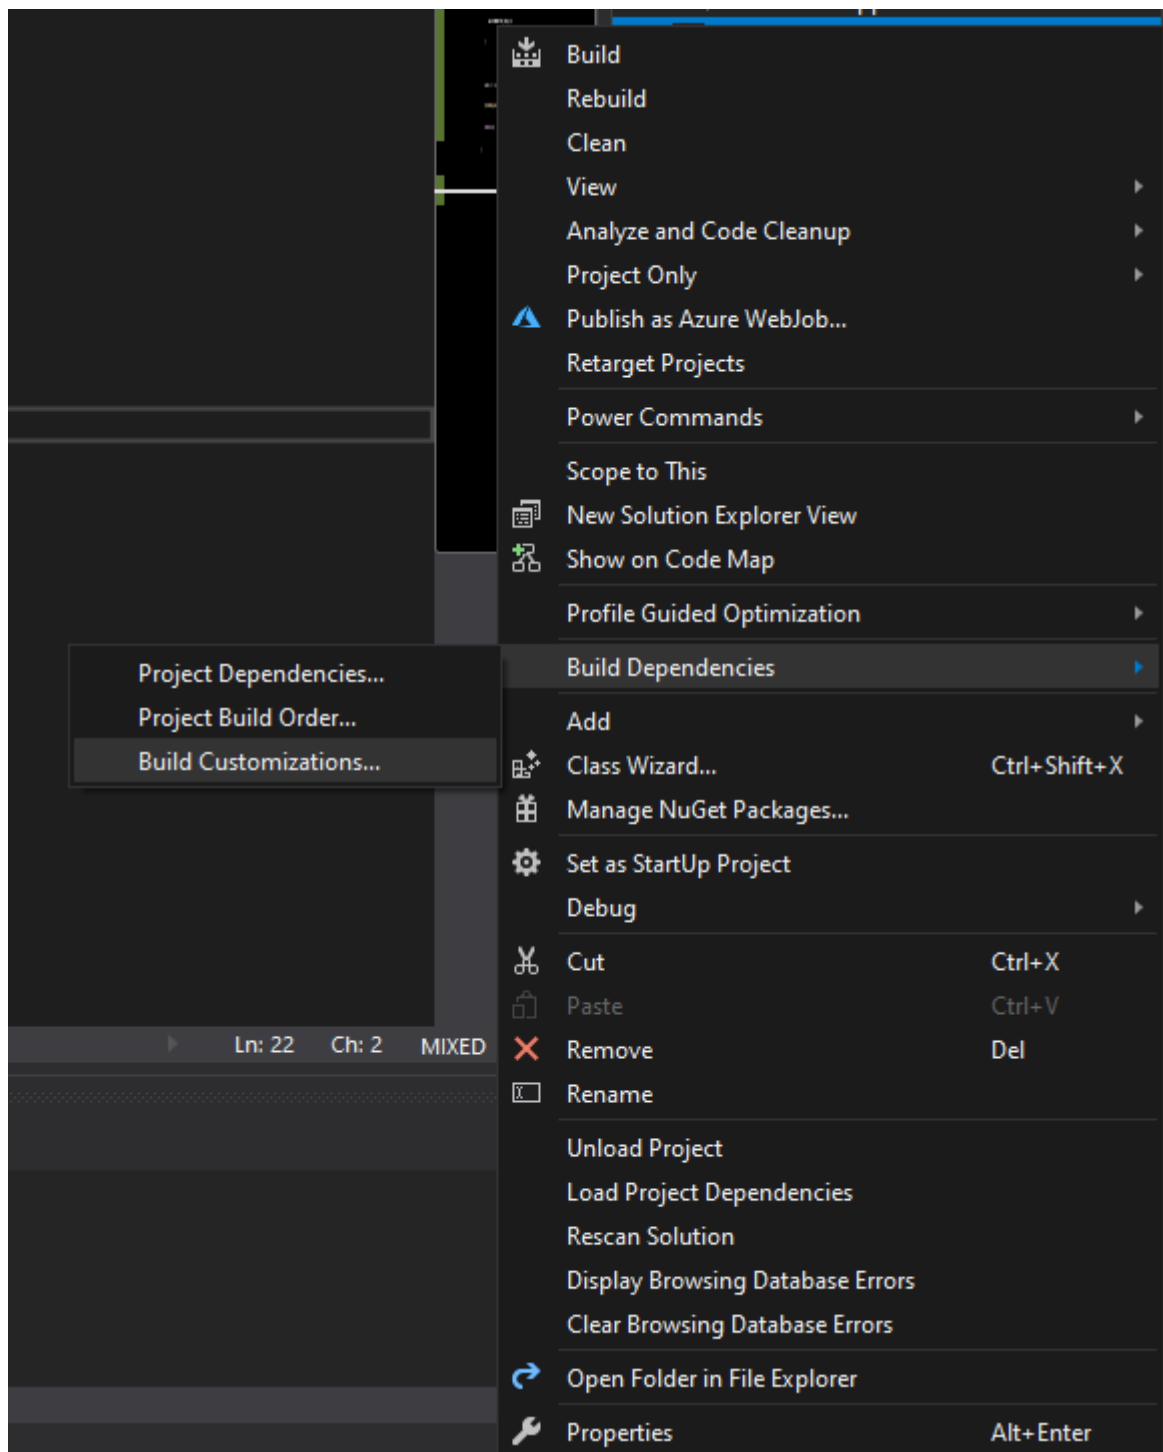 Build
Rebuild
Clean
View
Analyze and Code Cleanup
Project Only
Publish as Azure WebJob...
Retarget Projects
Power Commands
Scope to This
New Solution Explorer View
Show on Code Map
Profile Guided Optimization
Build Dependencies
Project Dependencies...
Project Build Order...
Build Customizations...
Add
Class Wizard... Ctrl+Shift+X
Manage NuGet Packages...
Set as StartUp Project
Debug
Cut Ctrl+X
Paste Ctrl+V
Ln: 22 Ch: 2 MIXED
Remove Del
Rename
Unload Project
Load Project Dependencies
Rescan Solution
Display Browsing Database Errors
Clear Browsing Database Errors
Open Folder in File Explorer
Properties Alt+Enter